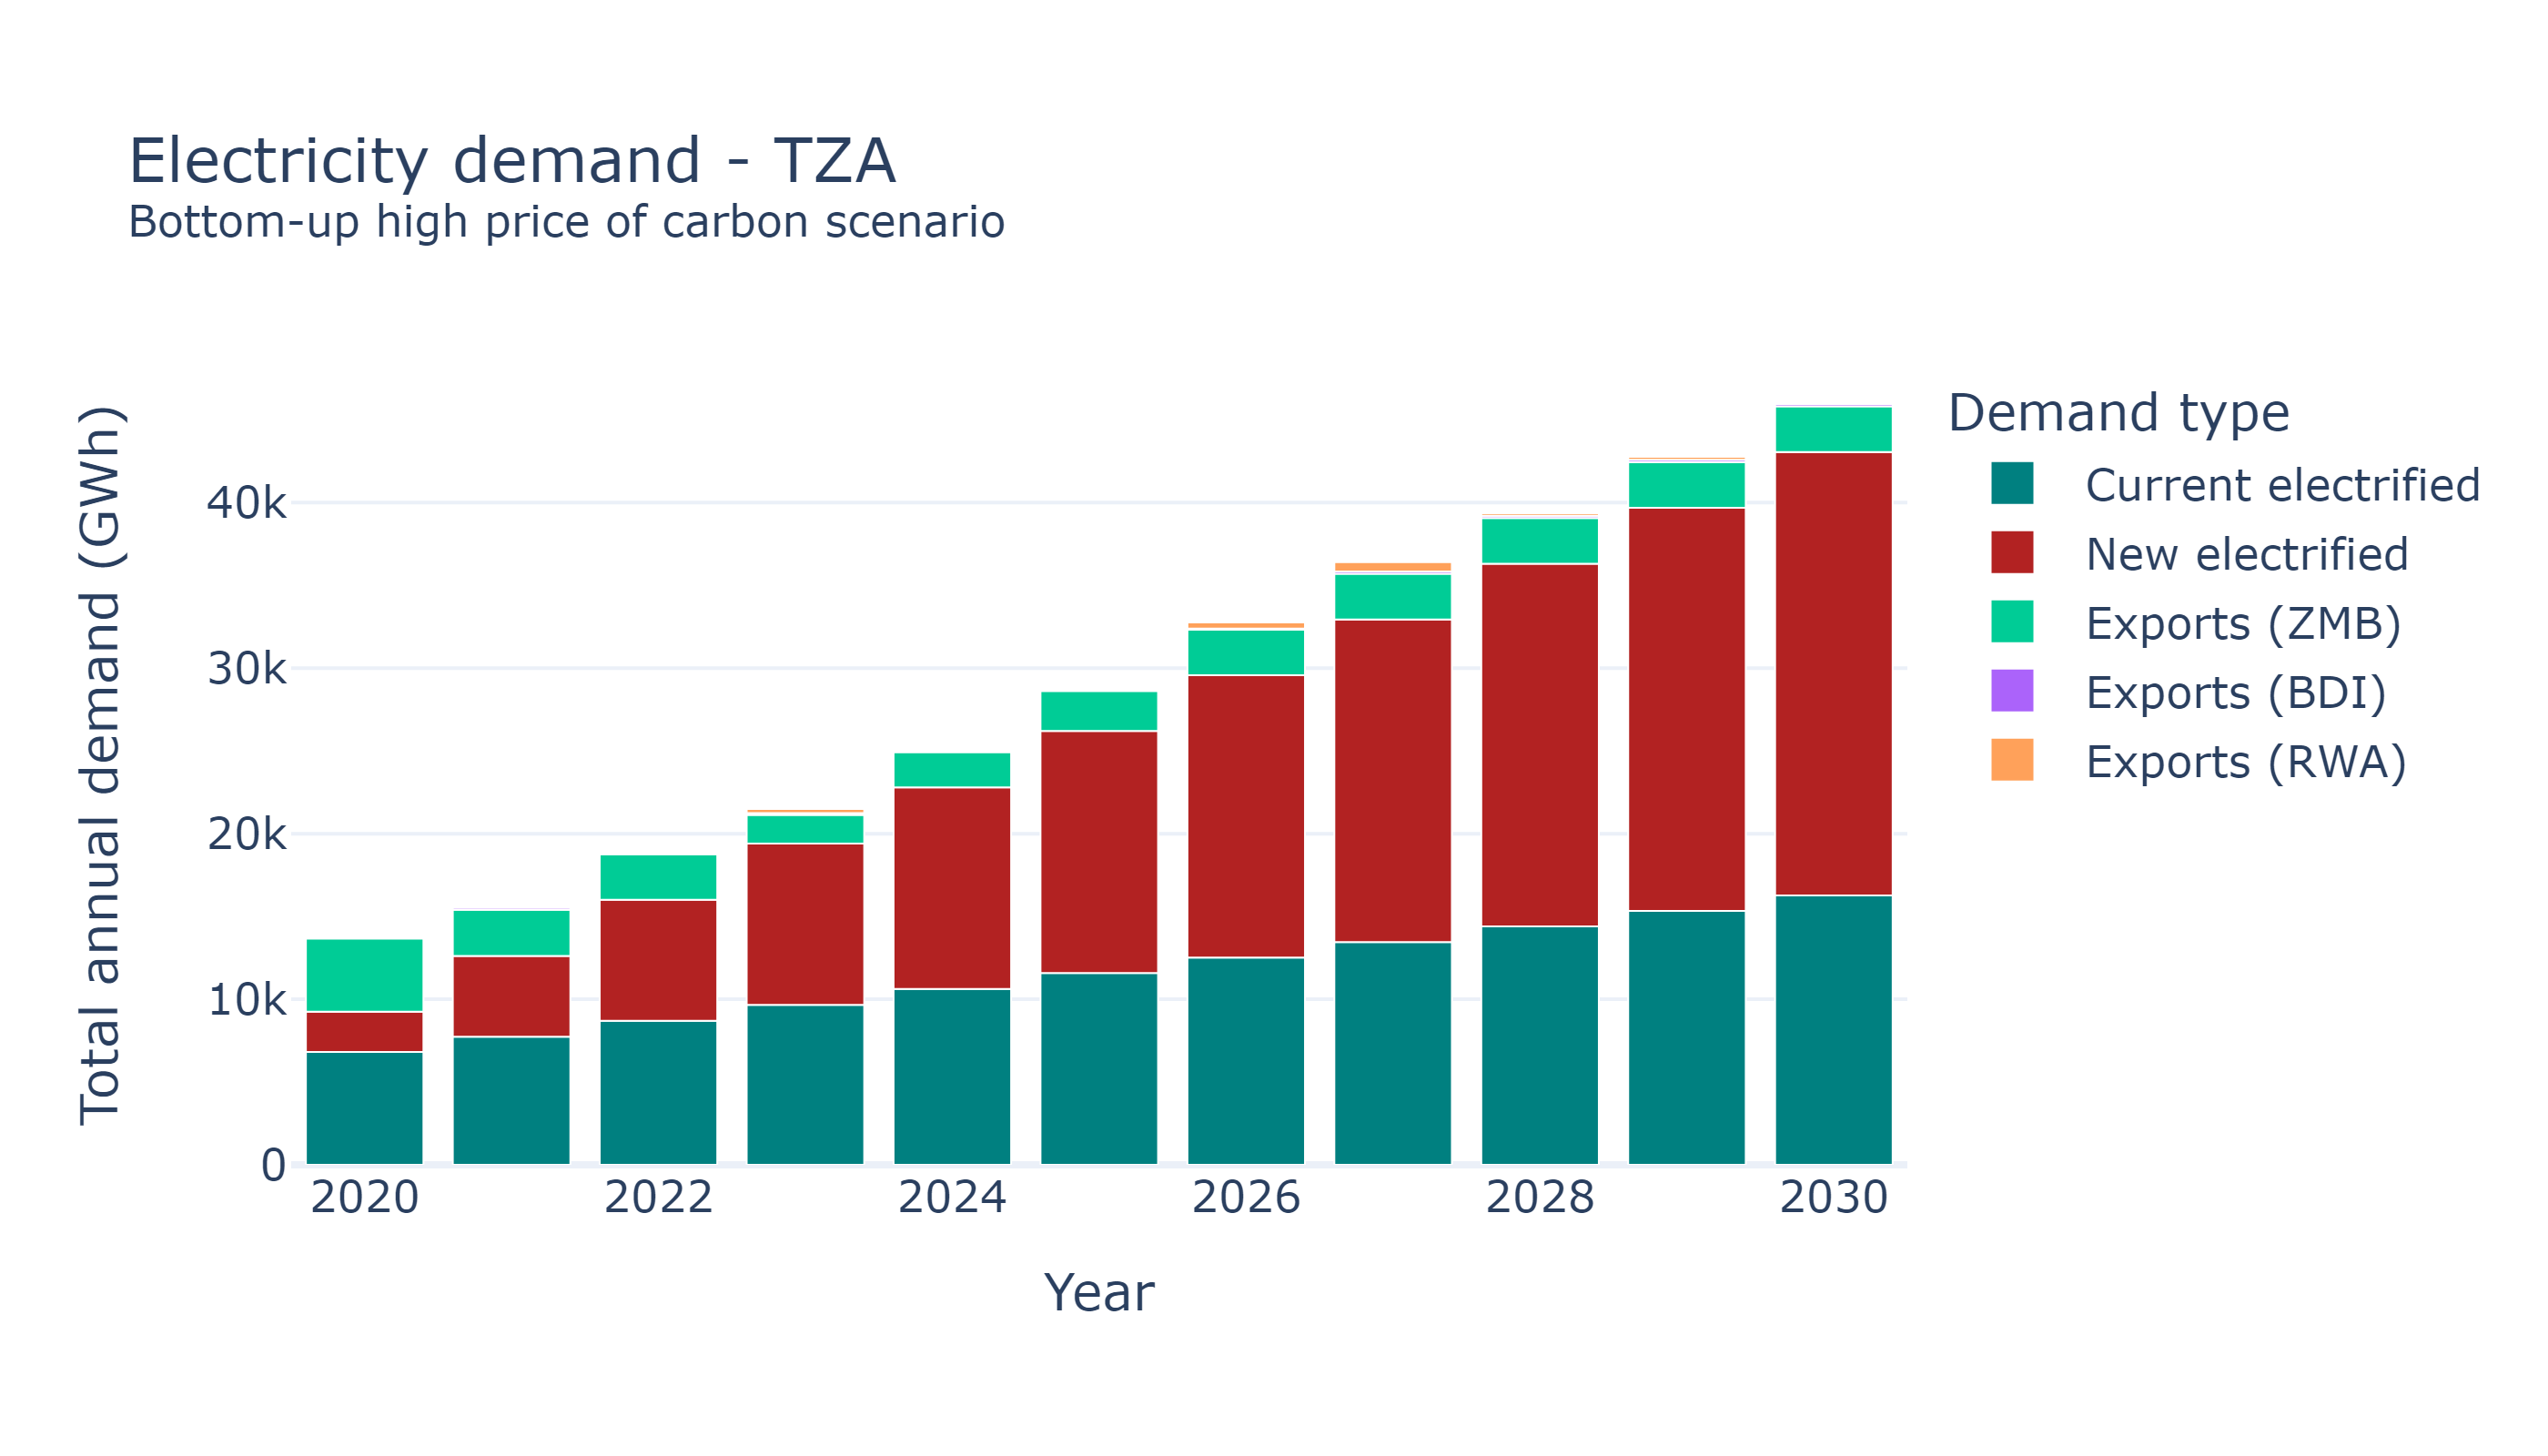 Electricity demand - TZA
Bottom-up high price of carbon scenario
Total annual demand (GWh)
40k
30k
20k
10k
0
2020
2022
2024
2026
2028
2030
Year
Demand type
Current electrified
New electrified
Exports (ZMB)
Exports (BDI)
Exports (RWA)